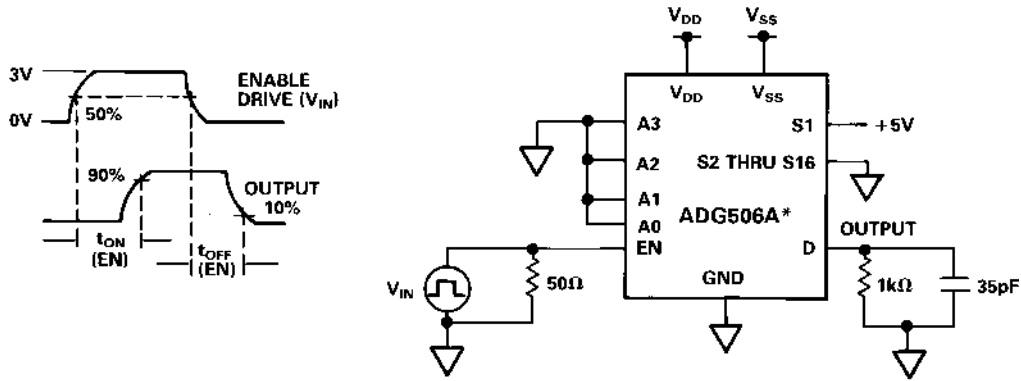 3V
0V
50%
ENABLE
DRIVE (VIN)
90%
OUTPUT
10%
tON
(EN)
tOFF
(EN)
VDD
VSS
VDD
VSS
A3
A2
A1
A0
EN
S1
+5V
S2 THRU S16
ADG506A*
OUTPUT
D
GND
VIN
50Ω
1kΩ
35pF